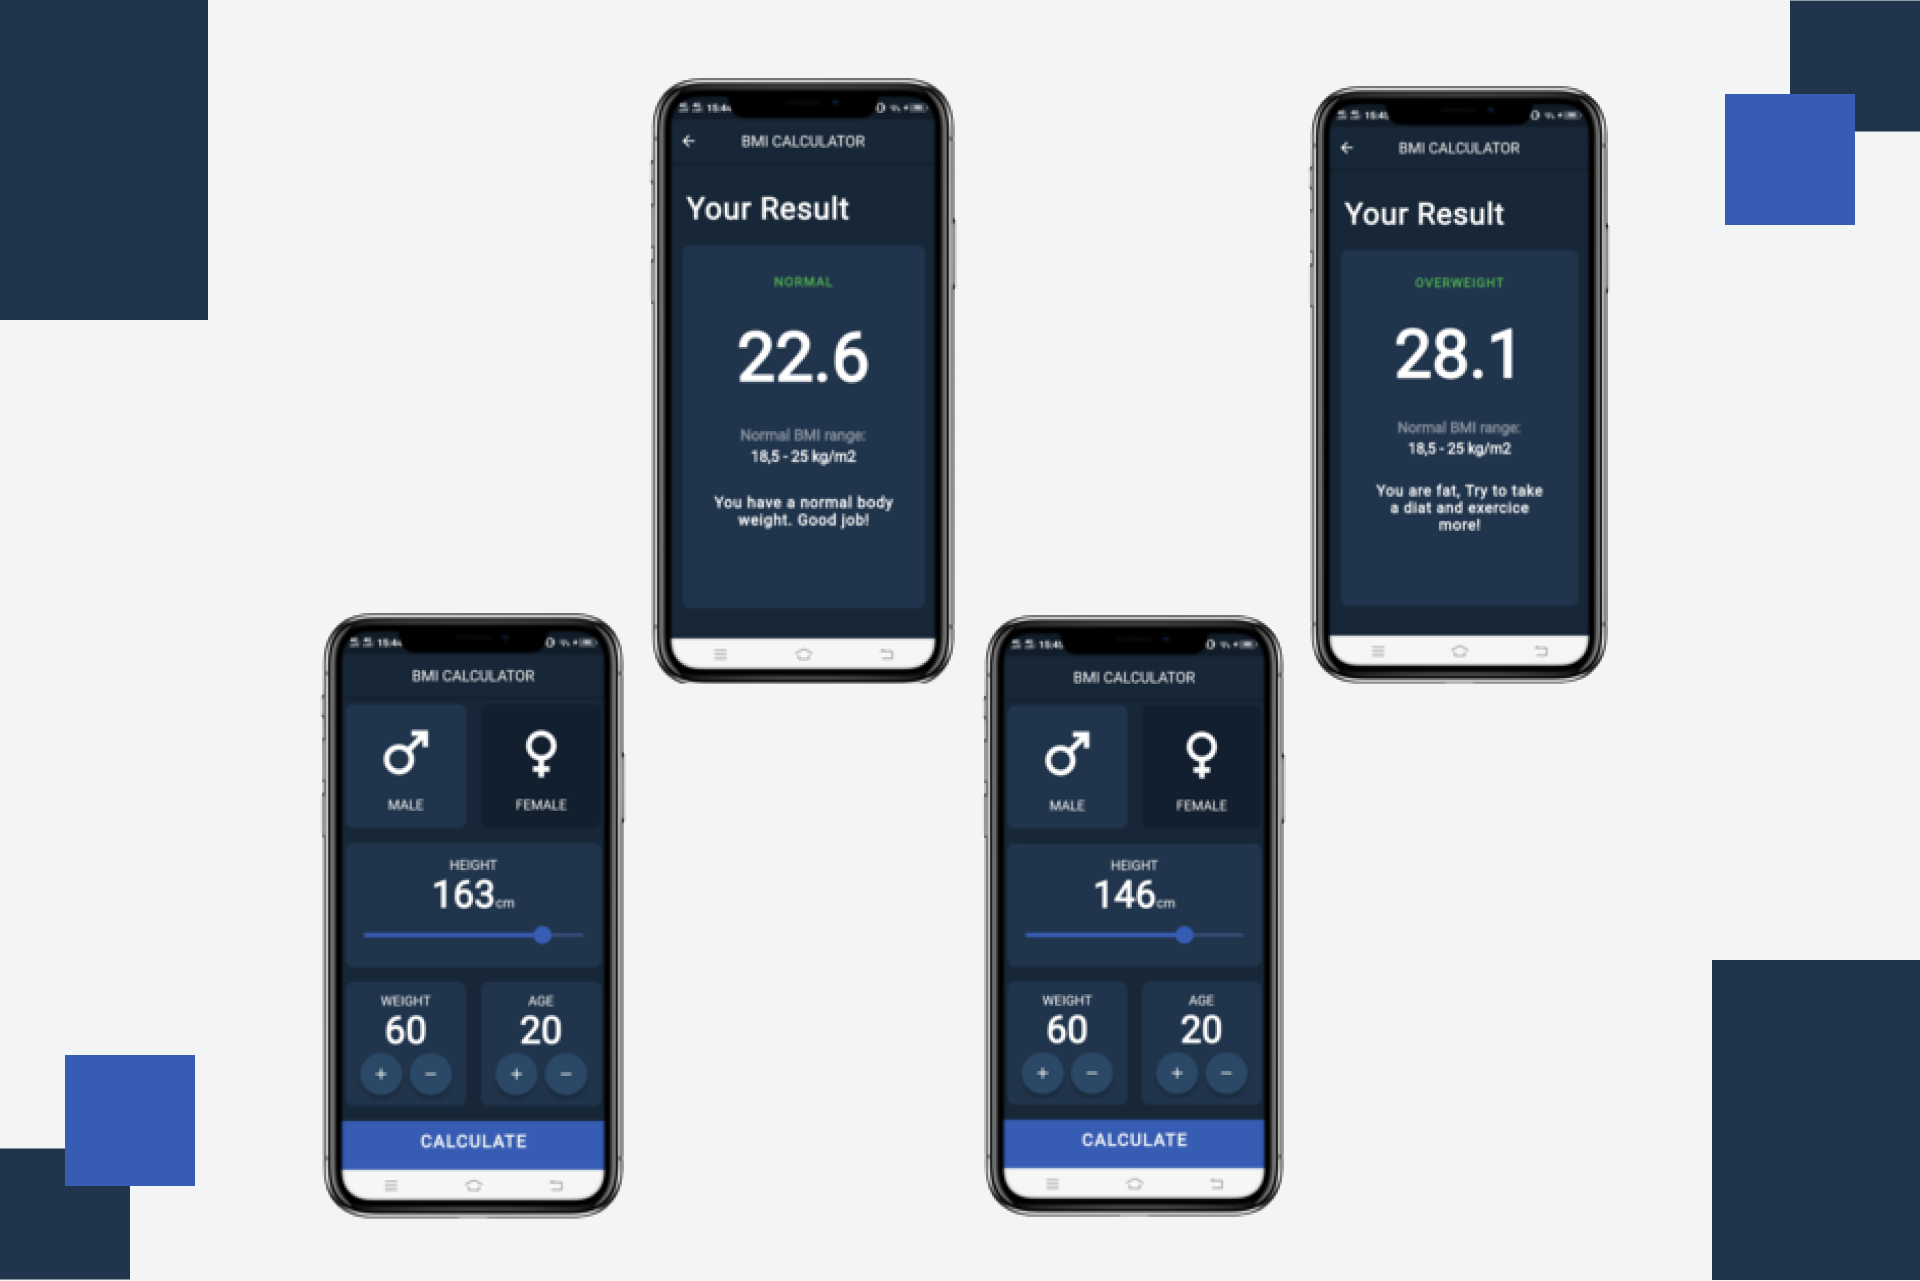 15:44
BMI CALCULATOR
Your Result
NORMAL
22.6
Normal BMI range:
18,5 - 25 kg/m2
You have a normal body
weight. Good job!
BMI CALCULATOR
Your Result
OVERWEIGHT
28.1
Normal BMI range:
18,5 - 25 kg/m2
You are fat, Try to take
a diat and exercice
more!
BMI CALCULATOR
MALE
FEMALE
HEIGHT
163cm
WEIGHT
60
+ −
AGE
20
+ −
CALCULATE
BMI CALCULATOR
MALE
FEMALE
HEIGHT
146cm
WEIGHT
60
+ −
AGE
20
+ −
CALCULATE